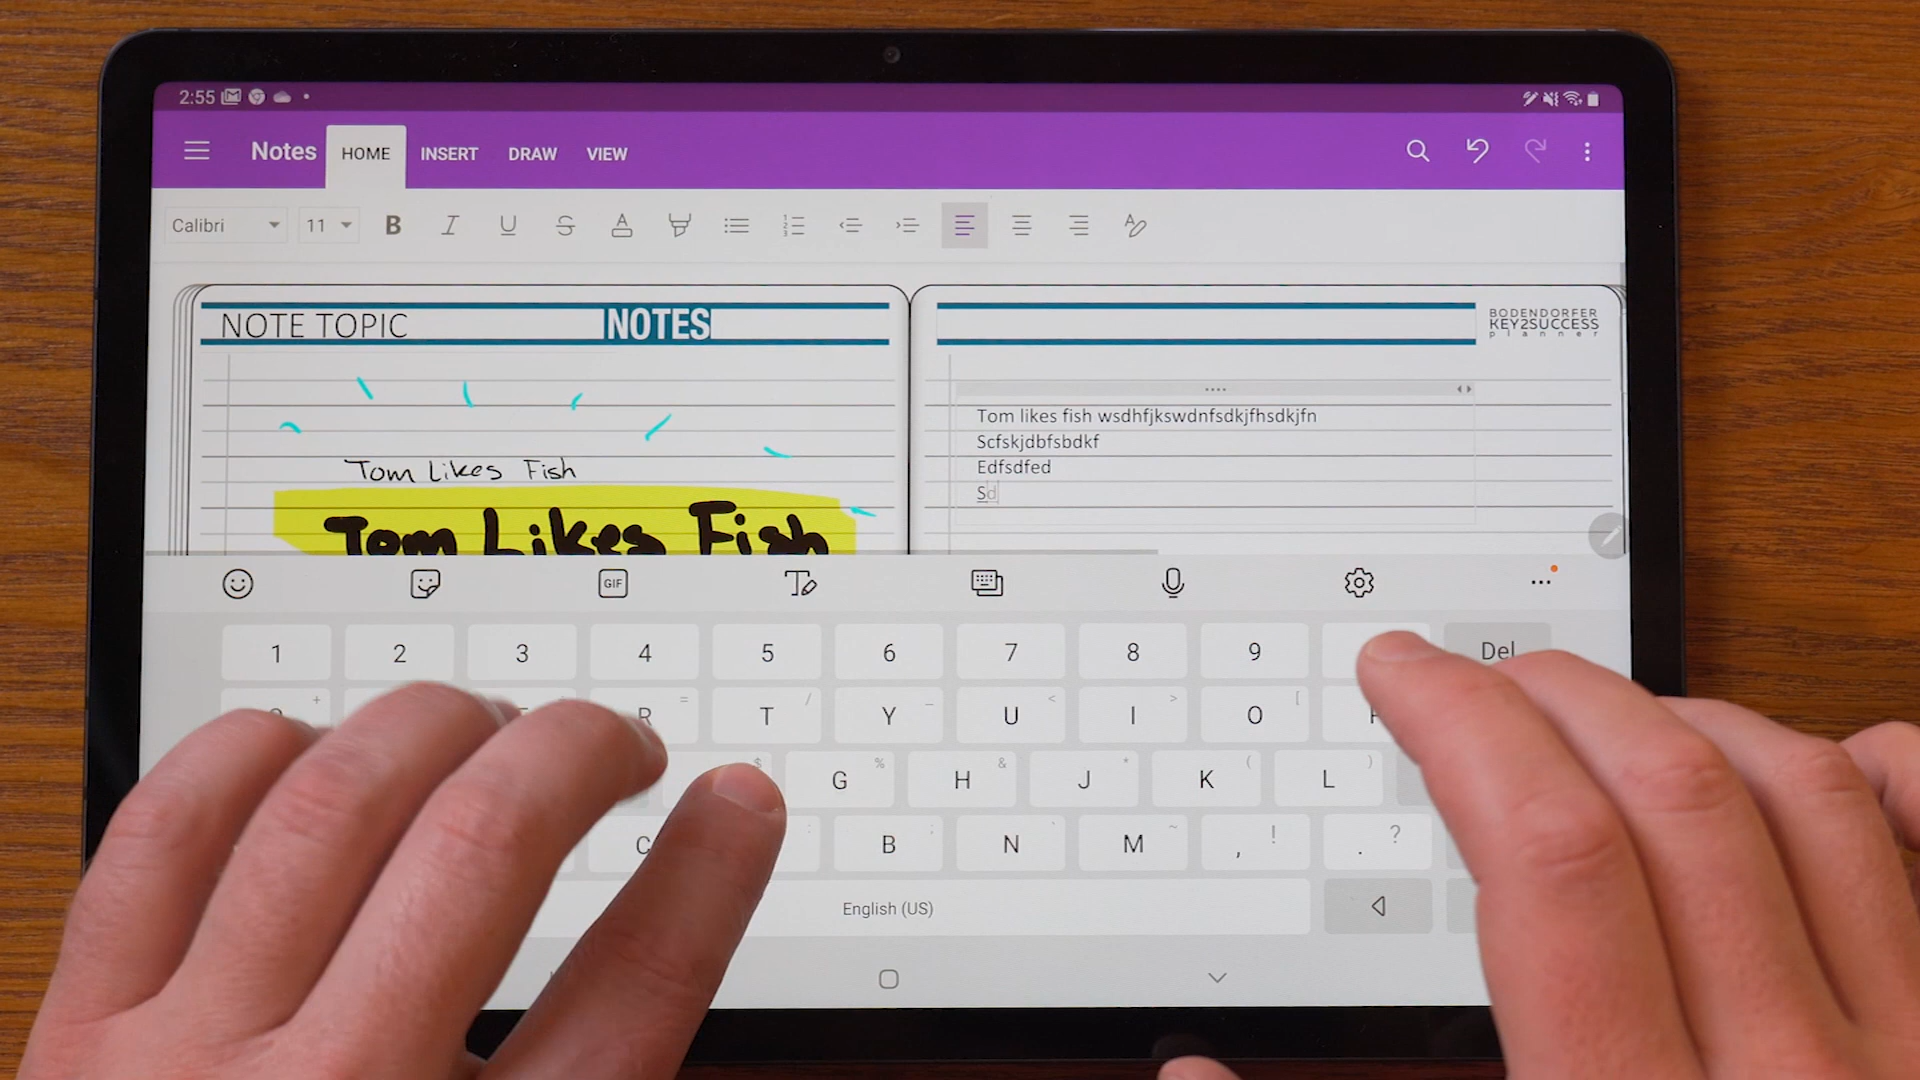 2:55
Notes HOME INSERT DRAW VIEW
Calibri 11 B I U S A
NOTE TOPIC NOTES
BODENDORFER
KEY2SUCCESS
planner
Tom Likes Fish
Tom Likes Fish
Tom likes fish wsdhfjkswdnfsdkjfhsdkjfn
Scfskjdbfsbdkf
Edfsdfed
Sd
GIF
1 2 3 4 5 6 7 8 9 Del
R T Y U I O
G H J K L
C B N M , ! . ?
English (US)